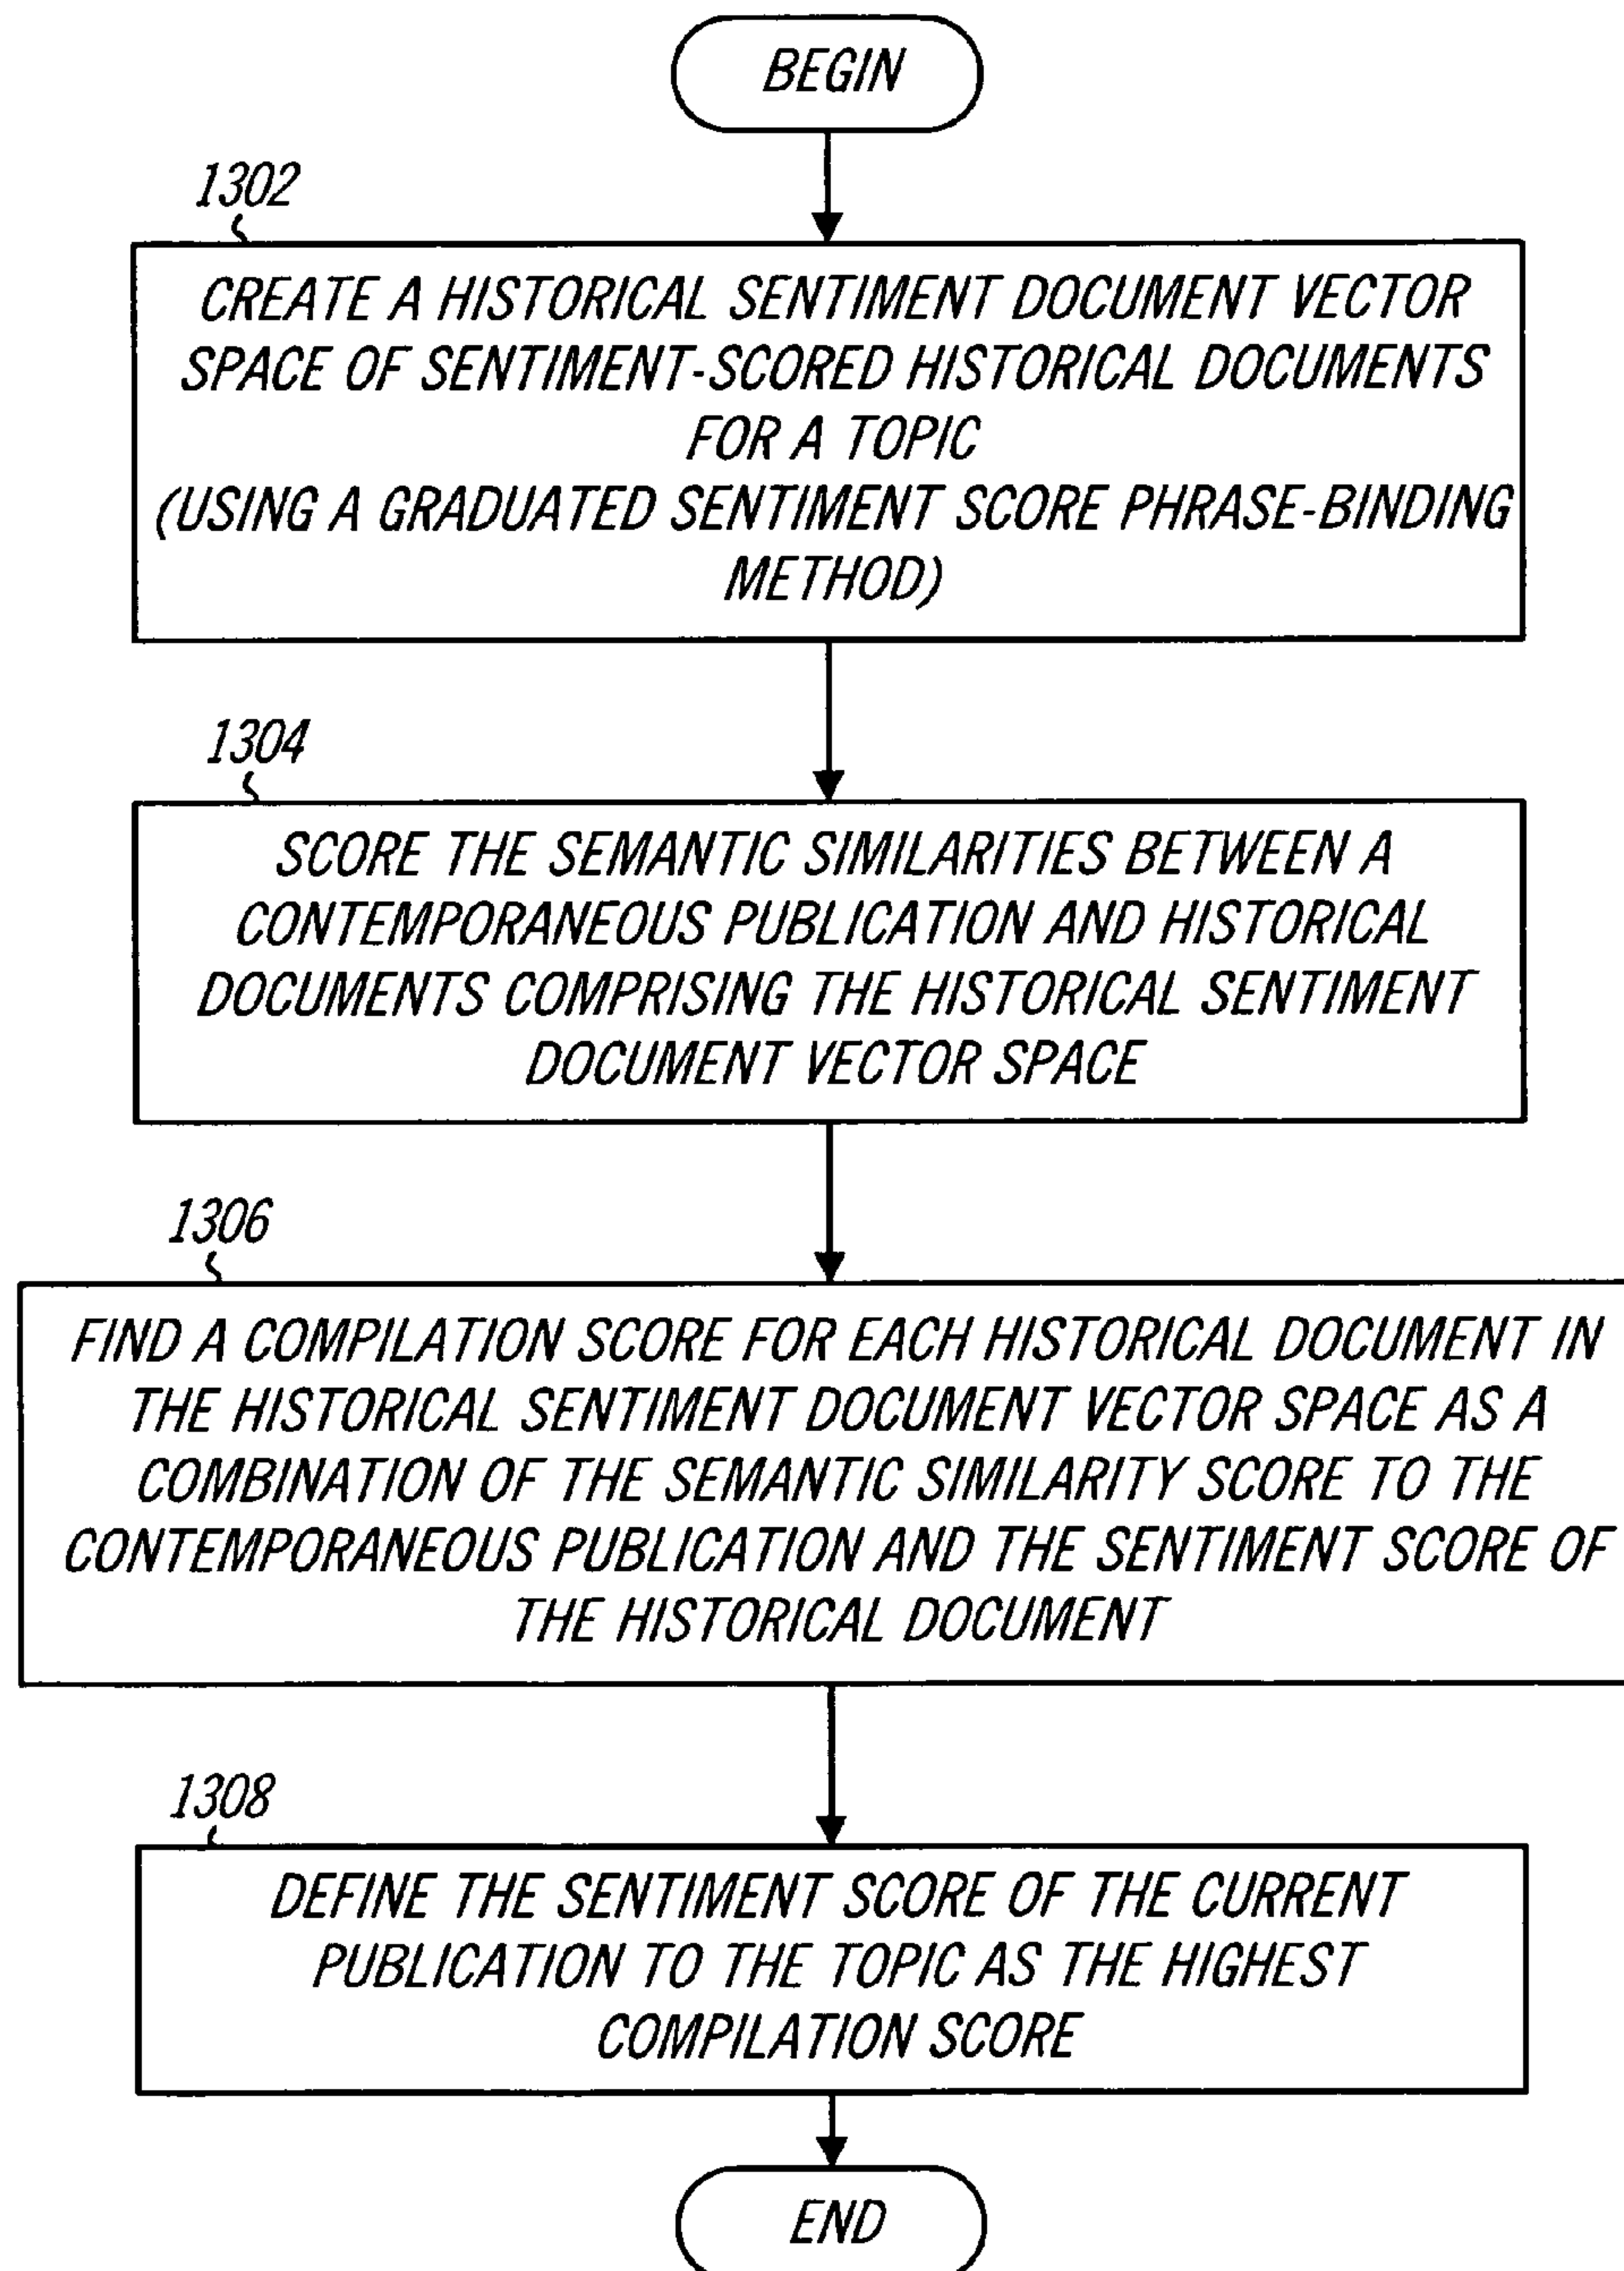 BEGIN
1302
CREATE A HISTORICAL SENTIMENT DOCUMENT VECTOR
SPACE OF SENTIMENT-SCORED HISTORICAL DOCUMENTS
FOR A TOPIC
(USING A GRADUATED SENTIMENT SCORE PHRASE-BINDING
METHOD)
1304
SCORE THE SEMANTIC SIMILARITIES BETWEEN A
CONTEMPORANEOUS PUBLICATION AND HISTORICAL
DOCUMENTS COMPRISING THE HISTORICAL SENTIMENT
DOCUMENT VECTOR SPACE
1306
FIND A COMPILATION SCORE FOR EACH HISTORICAL DOCUMENT IN
THE HISTORICAL SENTIMENT DOCUMENT VECTOR SPACE AS A
COMBINATION OF THE SEMANTIC SIMILARITY SCORE TO THE
CONTEMPORANEOUS PUBLICATION AND THE SENTIMENT SCORE OF
THE HISTORICAL DOCUMENT
1308
DEFINE THE SENTIMENT SCORE OF THE CURRENT
PUBLICATION TO THE TOPIC AS THE HIGHEST
COMPILATION SCORE
END